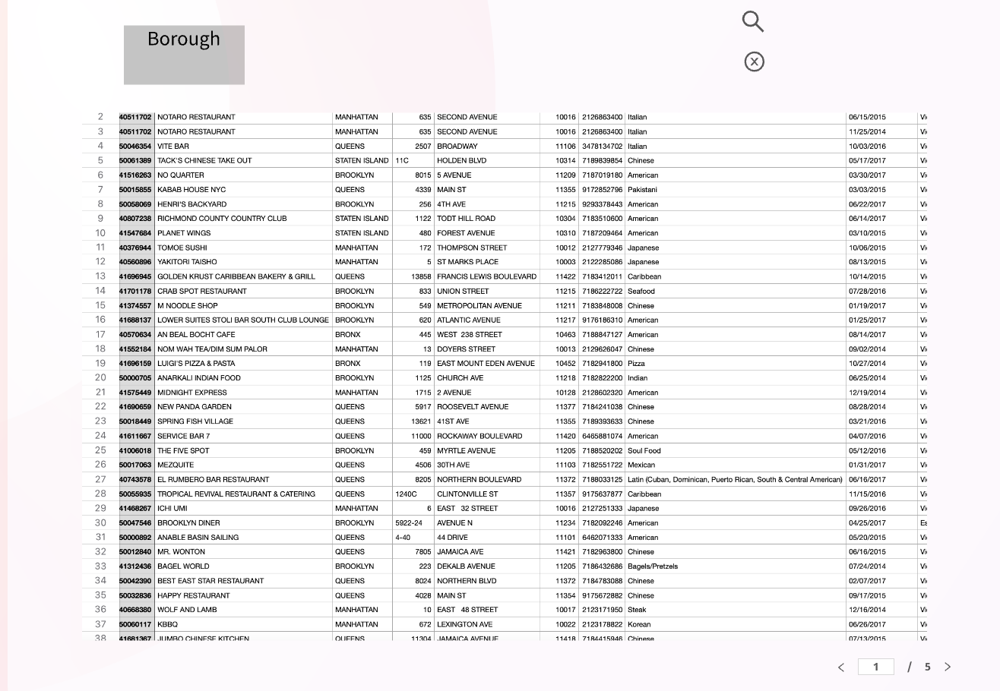 Borough
2 40511702 NOTARO RESTAURANT MANHATTAN 635 SECOND AVENUE 10016 2126863400 Italian 06/15/2015 Vi
3 40511702 NOTARO RESTAURANT MANHATTAN 635 SECOND AVENUE 10016 2126863400 Italian 11/25/2014 Vi
4 50046354 VITE BAR QUEENS 2507 BROADWAY 11106 3478134702 Italian 10/03/2016 Vi
5 50061389 TACK'S CHINESE TAKE OUT STATEN ISLAND 11C HOLDEN BLVD 10314 7189839854 Chinese 05/17/2017 Vi
6 41516263 NO QUARTER BROOKLYN 8015 5 AVENUE 11209 7187019180 American 03/30/2017 Vi
7 50015855 KABAB HOUSE NYC QUEENS 4339 MAIN ST 11355 9172852796 Pakistani 03/03/2015 Vi
8 50058069 HENRI'S BACKYARD BROOKLYN 256 4TH AVE 11215 9293378443 American 06/22/2017 Vi
9 40807238 RICHMOND COUNTY COUNTRY CLUB STATEN ISLAND 1122 TODT HILL ROAD 10304 7183510600 American 06/14/2017 Vi
10 41547684 PLANET WINGS STATEN ISLAND 480 FOREST AVENUE 10310 7187209464 American 03/10/2015 Vi
11 40376944 TOMOE SUSHI MANHATTAN 172 THOMPSON STREET 10012 2127779346 Japanese 10/06/2015 Vi
12 40560896 YAKITORI TAISHO MANHATTAN 5 ST MARKS PLACE 10003 2122285086 Japanese 08/13/2015 Vi
13 41696945 GOLDEN KRUST CARIBBEAN BAKERY & GRILL QUEENS 13858 FRANCIS LEWIS BOULEVARD 11422 7183412011 Caribbean 10/14/2015 Vi
14 41701178 CRAB SPOT RESTAURANT BROOKLYN 833 UNION STREET 11215 7186222722 Seafood 07/28/2016 Vi
15 41374557 M NOODLE SHOP BROOKLYN 549 METROPOLITAN AVENUE 11211 7183848008 Chinese 01/19/2017 Vi
16 41688137 LOWER SUITES STOLI BAR SOUTH CLUB LOUNGE BROOKLYN 620 ATLANTIC AVENUE 11217 9176186310 American 01/25/2017 Vi
17 40570634 AN BEAL BOCHT CAFE BRONX 445 WEST 238 STREET 10463 7188847127 American 08/14/2017 Vi
18 41552184 NOM WAH TEA/DIM SUM PALOR MANHATTAN 13 DOYERS STREET 10013 2129626047 Chinese 09/02/2014 Vi
19 41696159 LUIGI'S PIZZA & PASTA BRONX 119 EAST MOUNT EDEN AVENUE 10452 7182941800 Pizza 10/27/2014 Vi
20 50000705 ANARKALI INDIAN FOOD BROOKLYN 1125 CHURCH AVE 11218 7182822200 Indian 06/25/2014 Vi
21 41575449 MIDNIGHT EXPRESS MANHATTAN 1715 2 AVENUE 10128 2128602320 American 12/19/2014 Vi
22 41690659 NEW PANDA GARDEN QUEENS 5917 ROOSEVELT AVENUE 11377 7184241038 Chinese 08/28/2014 Vi
23 50018449 SPRING FISH VILLAGE QUEENS 13621 41ST AVE 11355 7189393633 Chinese 03/21/2016 Vi
24 41611667 SERVICE BAR 7 QUEENS 11000 ROCKAWAY BOULEVARD 11420 6465881074 American 04/07/2016 Vi
25 41006018 THE FIVE SPOT BROOKLYN 459 MYRTLE AVENUE 11205 7188520202 Soul Food 05/12/2016 Vi
26 50017063 MEZQUITE QUEENS 4506 30TH AVE 11103 7182551722 Mexican 01/31/2017 Vi
27 40743578 EL RUMBERO BAR RESTAURANT QUEENS 8205 NORTHERN BOULEVARD 11372 7188033125 Latin (Cuban, Dominican, Puerto Rican, South & Central American) 06/16/2017 Vi
28 50055935 TROPICAL REVIVAL RESTAURANT & CATERING QUEENS 1240C CLINTONVILLE ST 11357 9175637877 Caribbean 11/15/2016 Vi
29 41468267 ICHI UMI MANHATTAN 6 EAST 32 STREET 10016 2127251333 Japanese 09/26/2016 Vi
30 50047546 BROOKLYN DINER BROOKLYN 5922-24 AVENUE N 11234 7182092246 American 04/25/2017 Es
31 50000892 ANABLE BASIN SAILING QUEENS 4-40 44 DRIVE 11101 6462071333 American 05/20/2015 Vi
32 50012840 MR. WONTON QUEENS 7805 JAMAICA AVE 11421 7182963800 Chinese 06/16/2015 Vi
33 41312436 BAGEL WORLD BROOKLYN 223 DEKALB AVENUE 11205 7186432686 Bagels/Pretzels 07/24/2014 Vi
34 50042390 BEST EAST STAR RESTAURANT QUEENS 8024 NORTHERN BLVD 11372 7184783088 Chinese 02/07/2017 Vi
35 50032836 HAPPY RESTAURANT QUEENS 4028 MAIN ST 11354 9175672882 Chinese 09/17/2015 Vi
36 40668380 WOLF AND LAMB MANHATTAN 10 EAST 48 STREET 10017 2123171950 Steak 12/16/2014 Vi
37 50060117 KBBQ MANHATTAN 672 LEXINGTON AVE 10022 2123178822 Korean 06/26/2017 Vi
38 41681367 JUMBO CHINESE KITCHEN QUEENS 11304 JAMAICA AVENUE 11418 7184415946 Chinese 07/13/2015 Vi
1 / 5